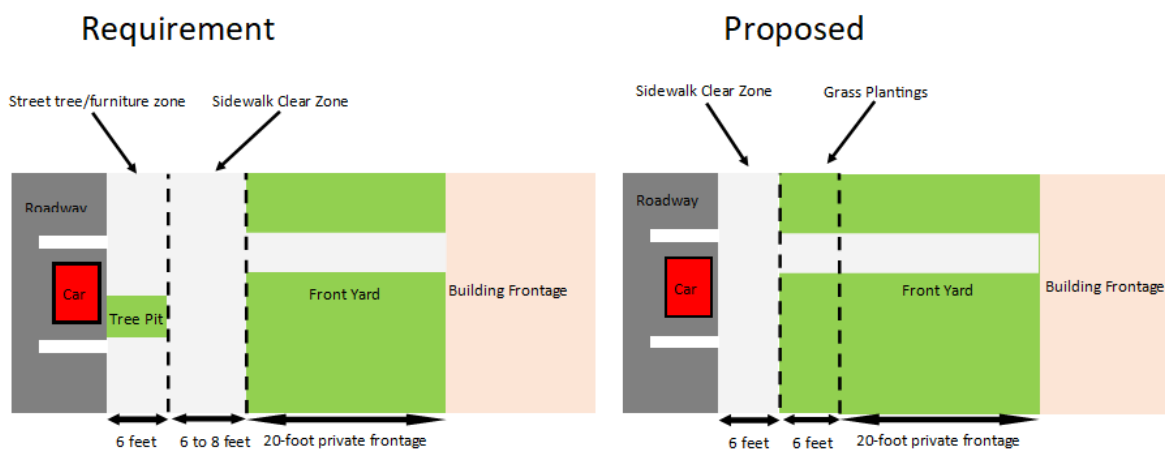 Requirement
Street tree/furniture zone
Sidewalk Clear Zone
Roadway
Car
Tree Pit
Front Yard
Building Frontage
6 feet
6 to 8 feet
20-foot private frontage
Proposed
Sidewalk Clear Zone
Grass Plantings
Roadway
Car
Front Yard
Building Frontage
6 feet
6 feet
20-foot private frontage